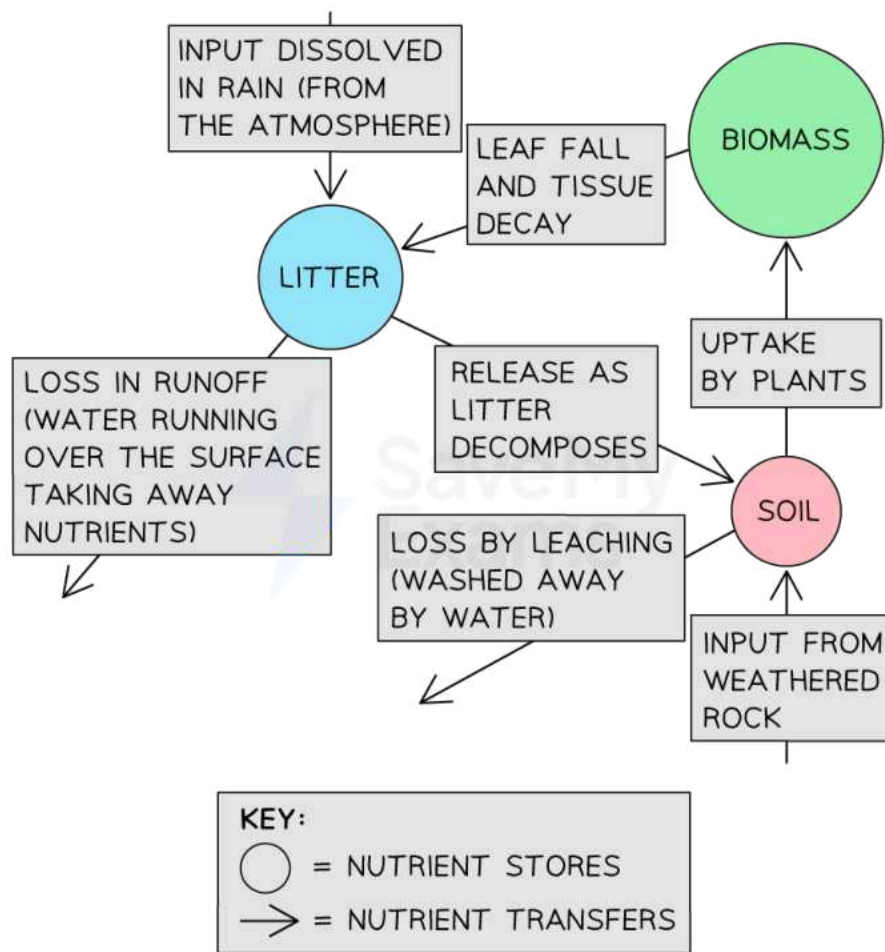 INPUT DISSOLVED
IN RAIN (FROM
THE ATMOSPHERE)
BIOMASS
LEAF FALL
AND TISSUE
DECAY
LITTER
UPTAKE
BY PLANTS
LOSS IN RUNOFF
(WATER RUNNING
OVER THE SURFACE
TAKING AWAY
NUTRIENTS)
RELEASE AS
LITTER
DECOMPOSES
SaveMy
Exams
SOIL
LOSS BY LEACHING
(WASHED AWAY
BY WATER)
INPUT FROM
WEATHERED
ROCK
KEY:
= NUTRIENT STORES
= NUTRIENT TRANSFERS